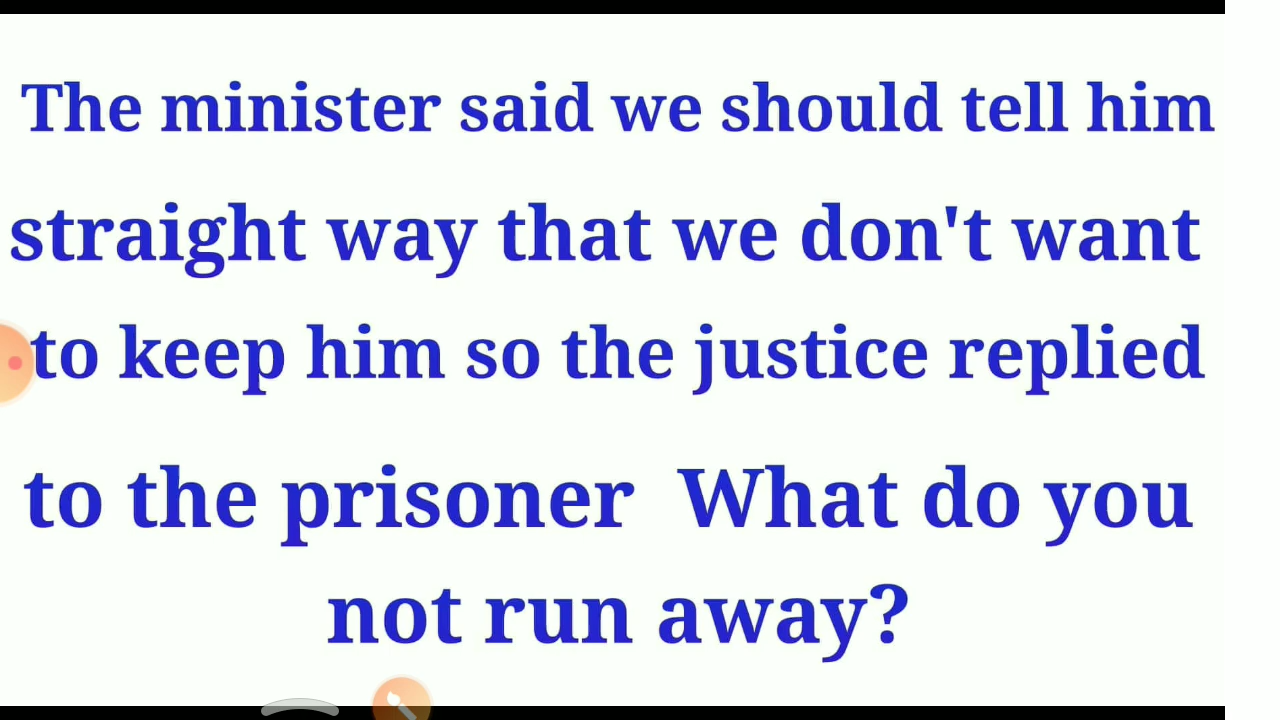 The minister said we should tell him
straight way that we don't want
to keep him so the justice replied
to the prisoner What do you
not run away?